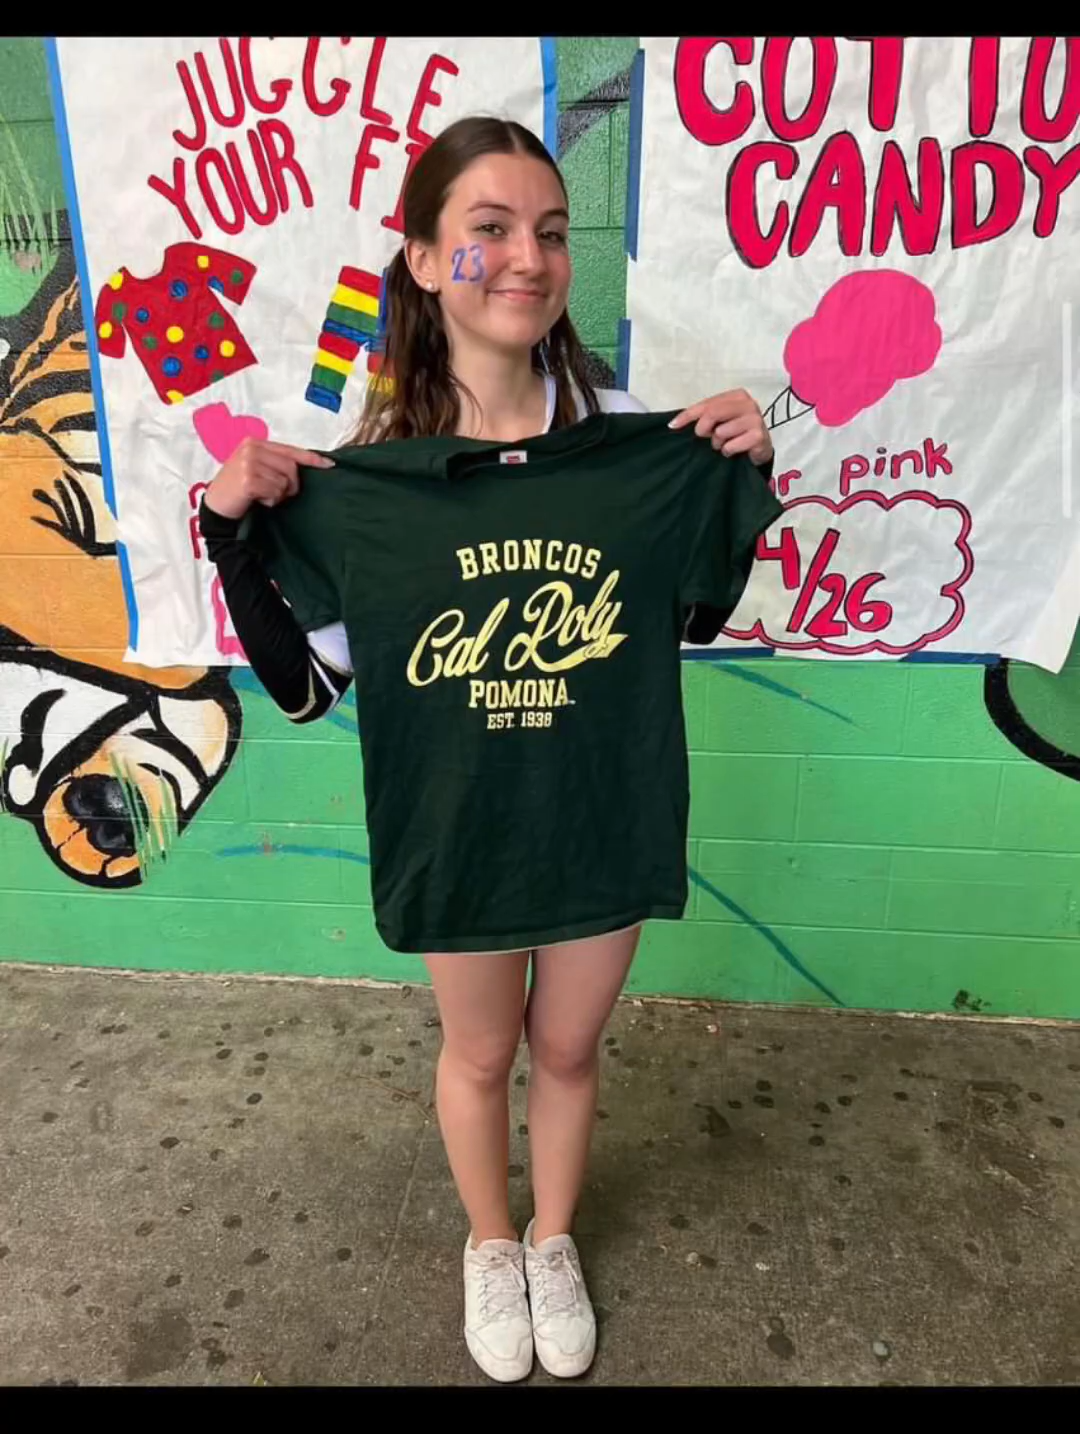 JUGGLE
YOUR
COTTO
CANDY
pink
4/26
23
BRONCOS
Cal Poly
POMONA
EST. 1938